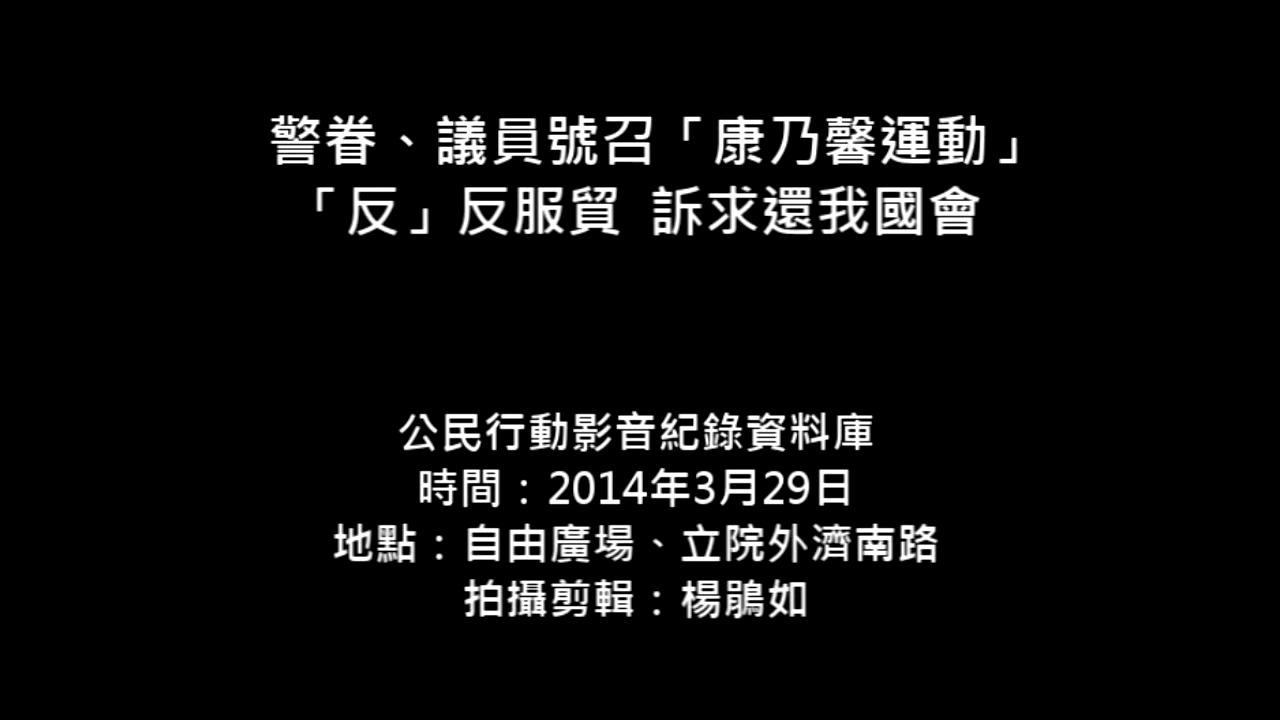 警眷、議員號召「康乃馨運動」
「反」反服貿 訴求還我國會
公民行動影音紀錄資料庫
時間：2014年3月29日
地點：自由廣場、立院外濟南路
拍攝剪輯：楊鵑如